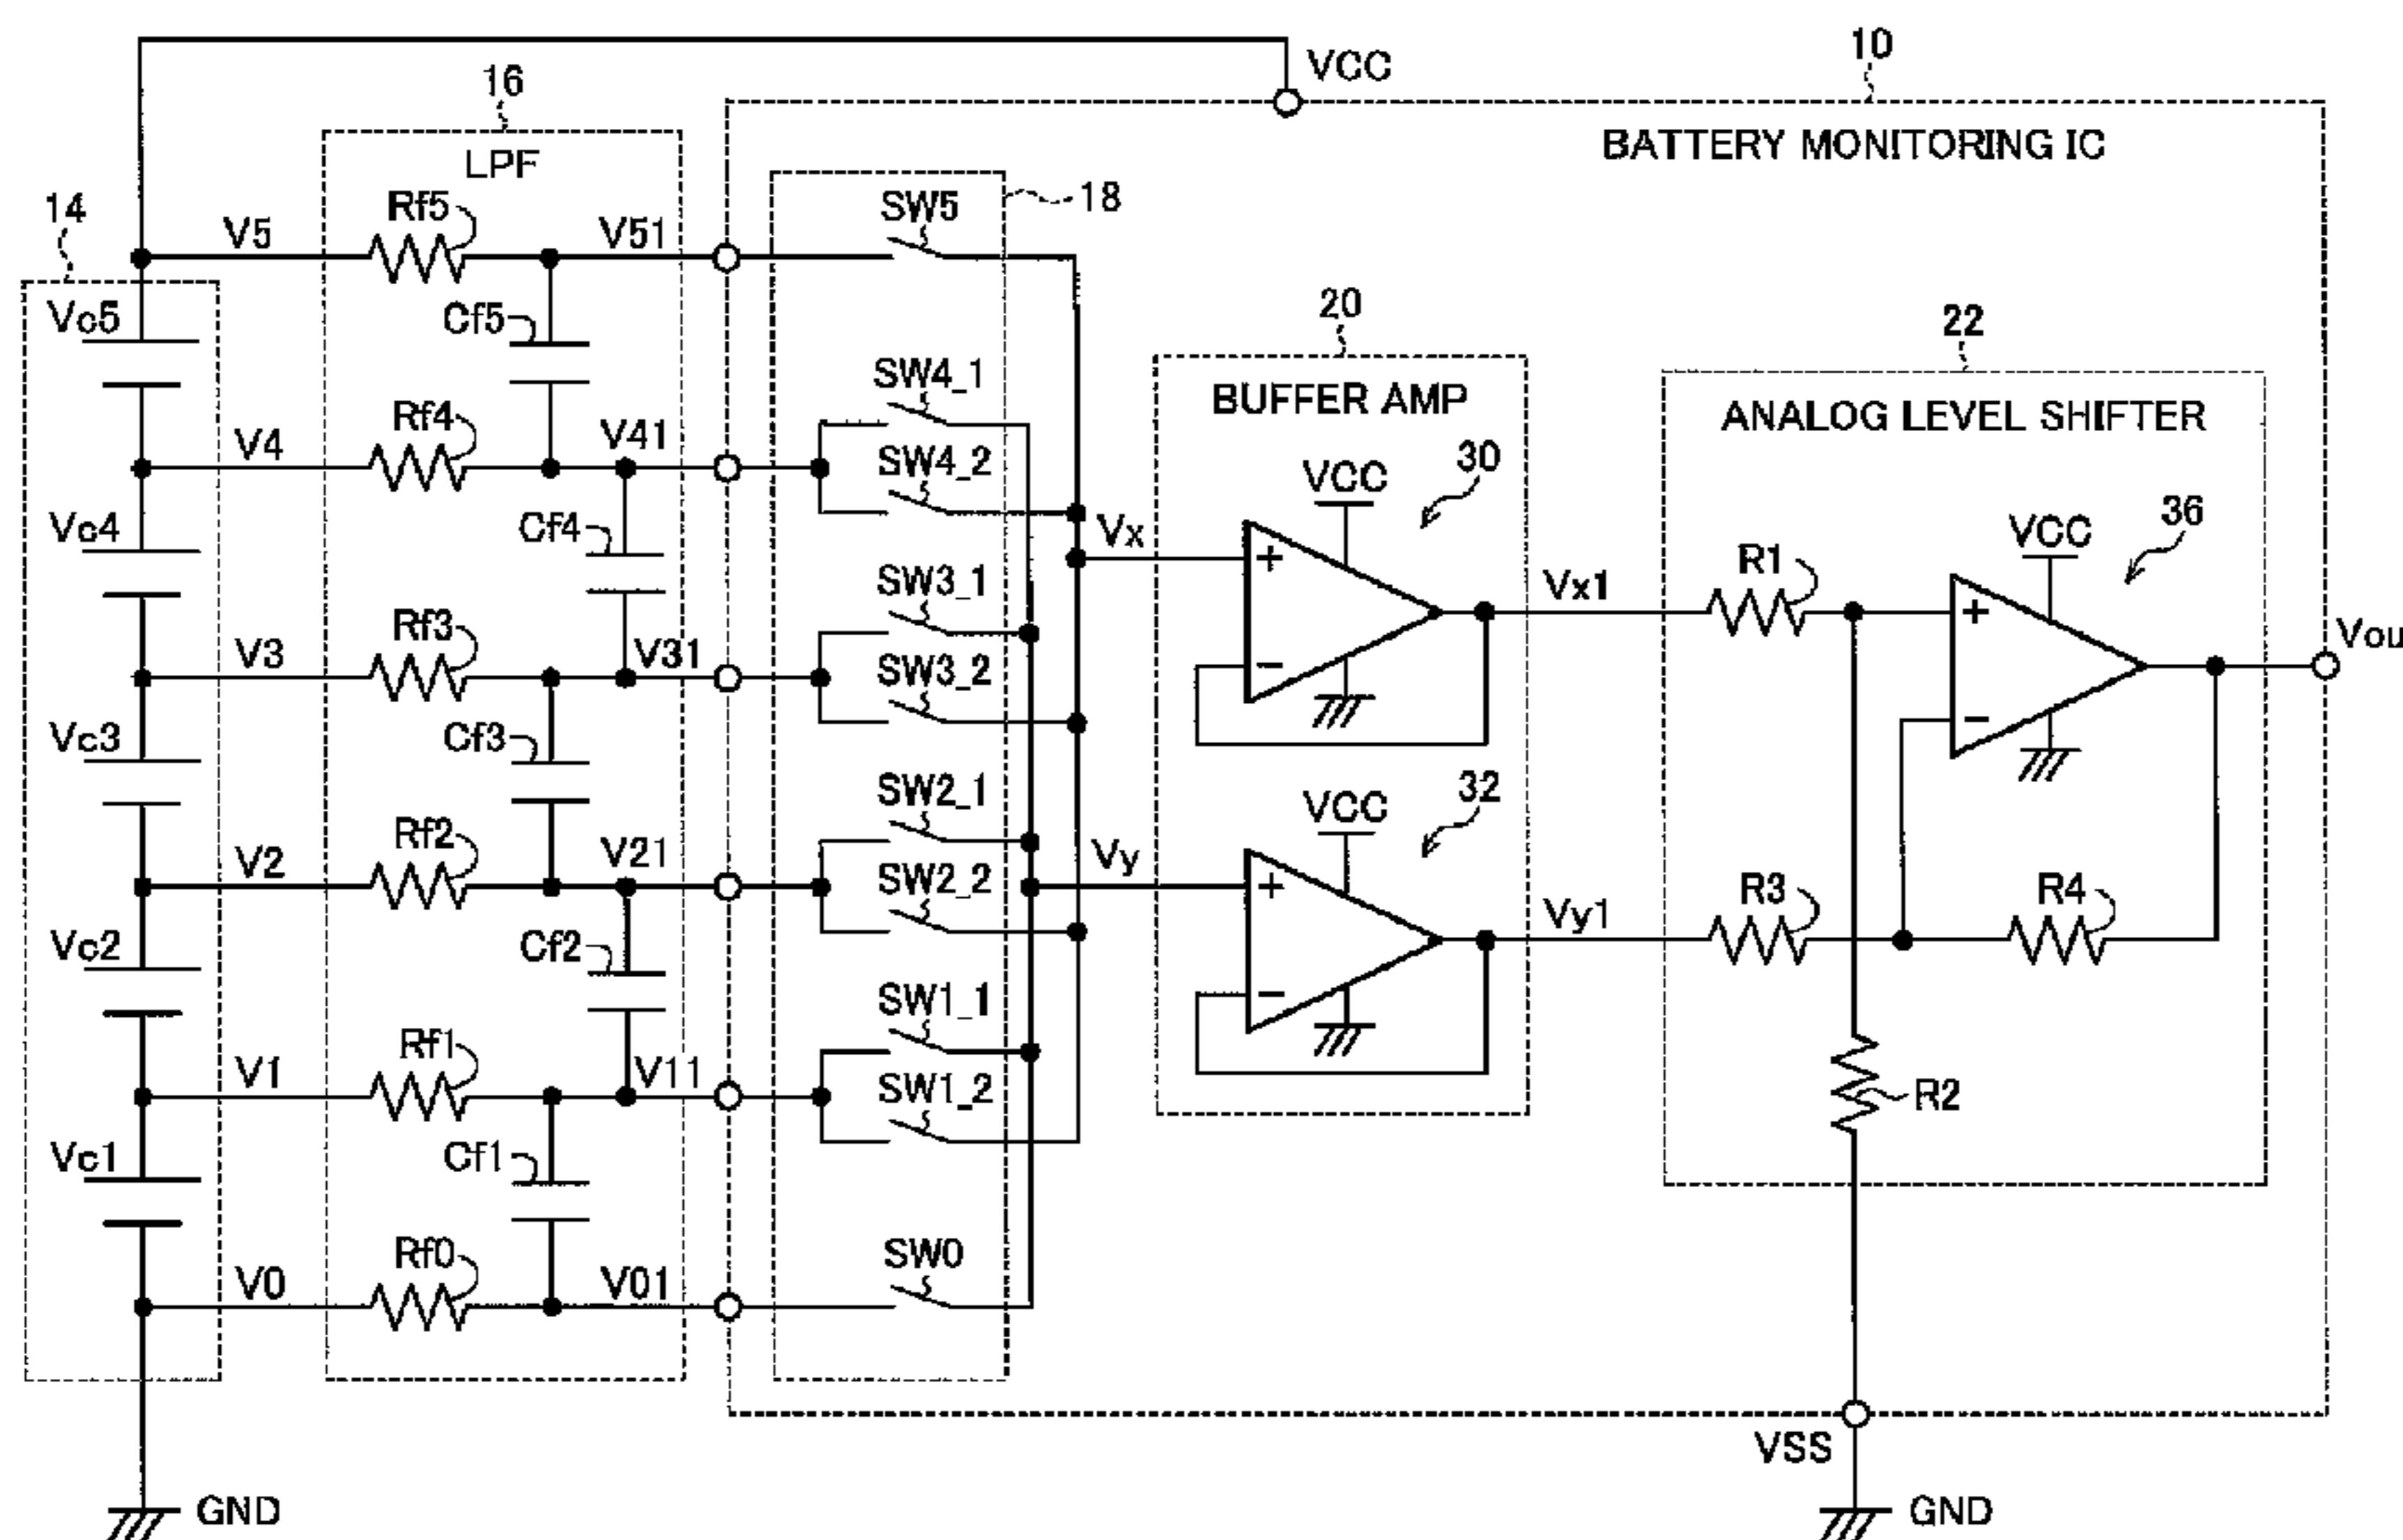 10
VCC
16
BATTERY MONITORING IC
LPF
14
18
V5
Rf5
V51
SW5
Vc5
Cf5
20
22
SW4_1
BUFFER AMP
ANALOG LEVEL SHIFTER
V4
Rf4
V41
SW4_2
VCC
30
Vc4
Cf4
Vx
VCC
36
SW3_1
+
Vx1
R1
+
V3
Rf3
V31
SW3_2
−
Vou
Vc3
Cf3
−
SW2_1
VCC
32
V2
Rf2
V21
SW2_2
Vy
+
Vy1
R3
R4
Vc2
Cf2
SW1_1
−
V1
Rf1
V11
SW1_2
R2
Vc1
Cf1
V0
Rf0
V01
SW0
VSS
GND
GND